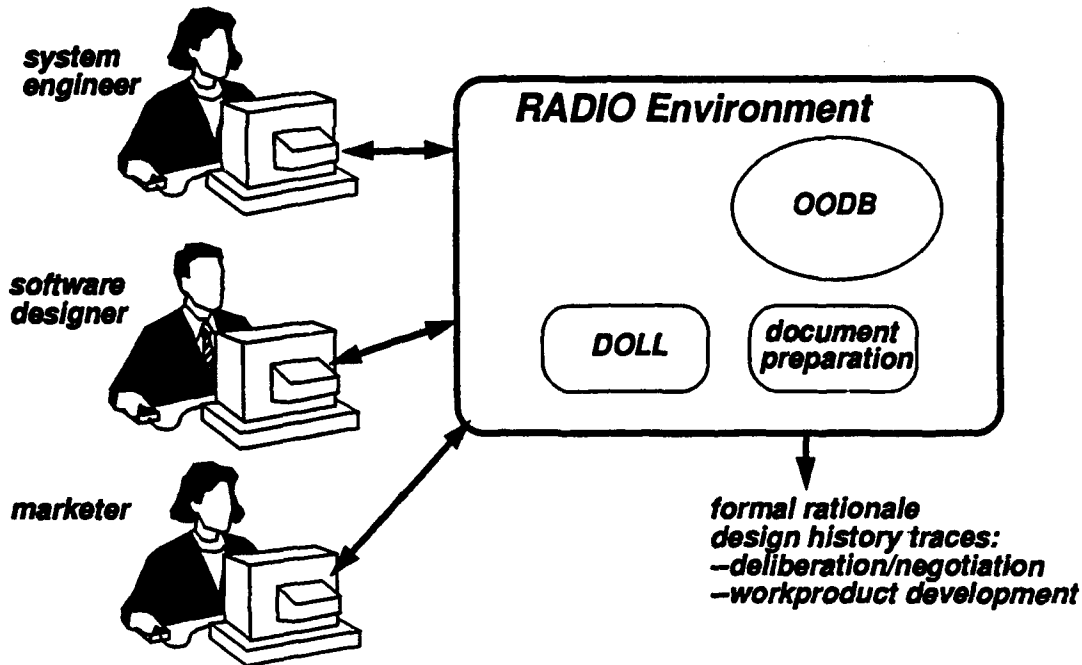 system
engineer
RADIO Environment
OODB
software
designer
DOLL
document
preparation
marketer
formal rationale
design history traces:
–deliberation/negotiation
–workproduct development